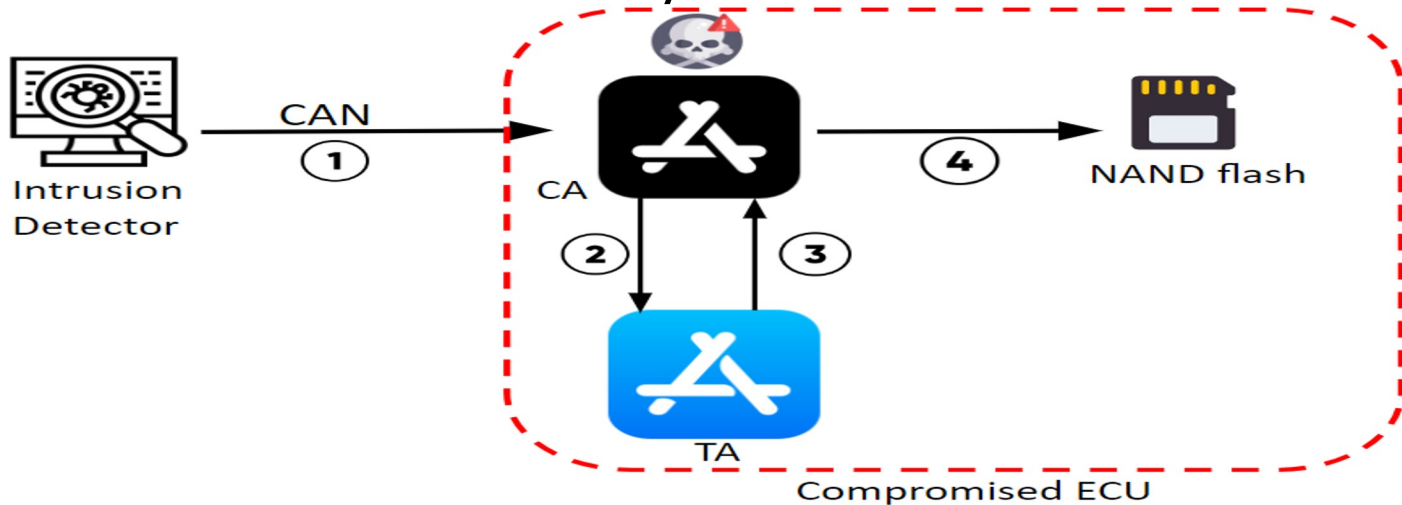 CAN
1
Intrusion
Detector
CA
4
NAND flash
2
3
TA
Compromised ECU